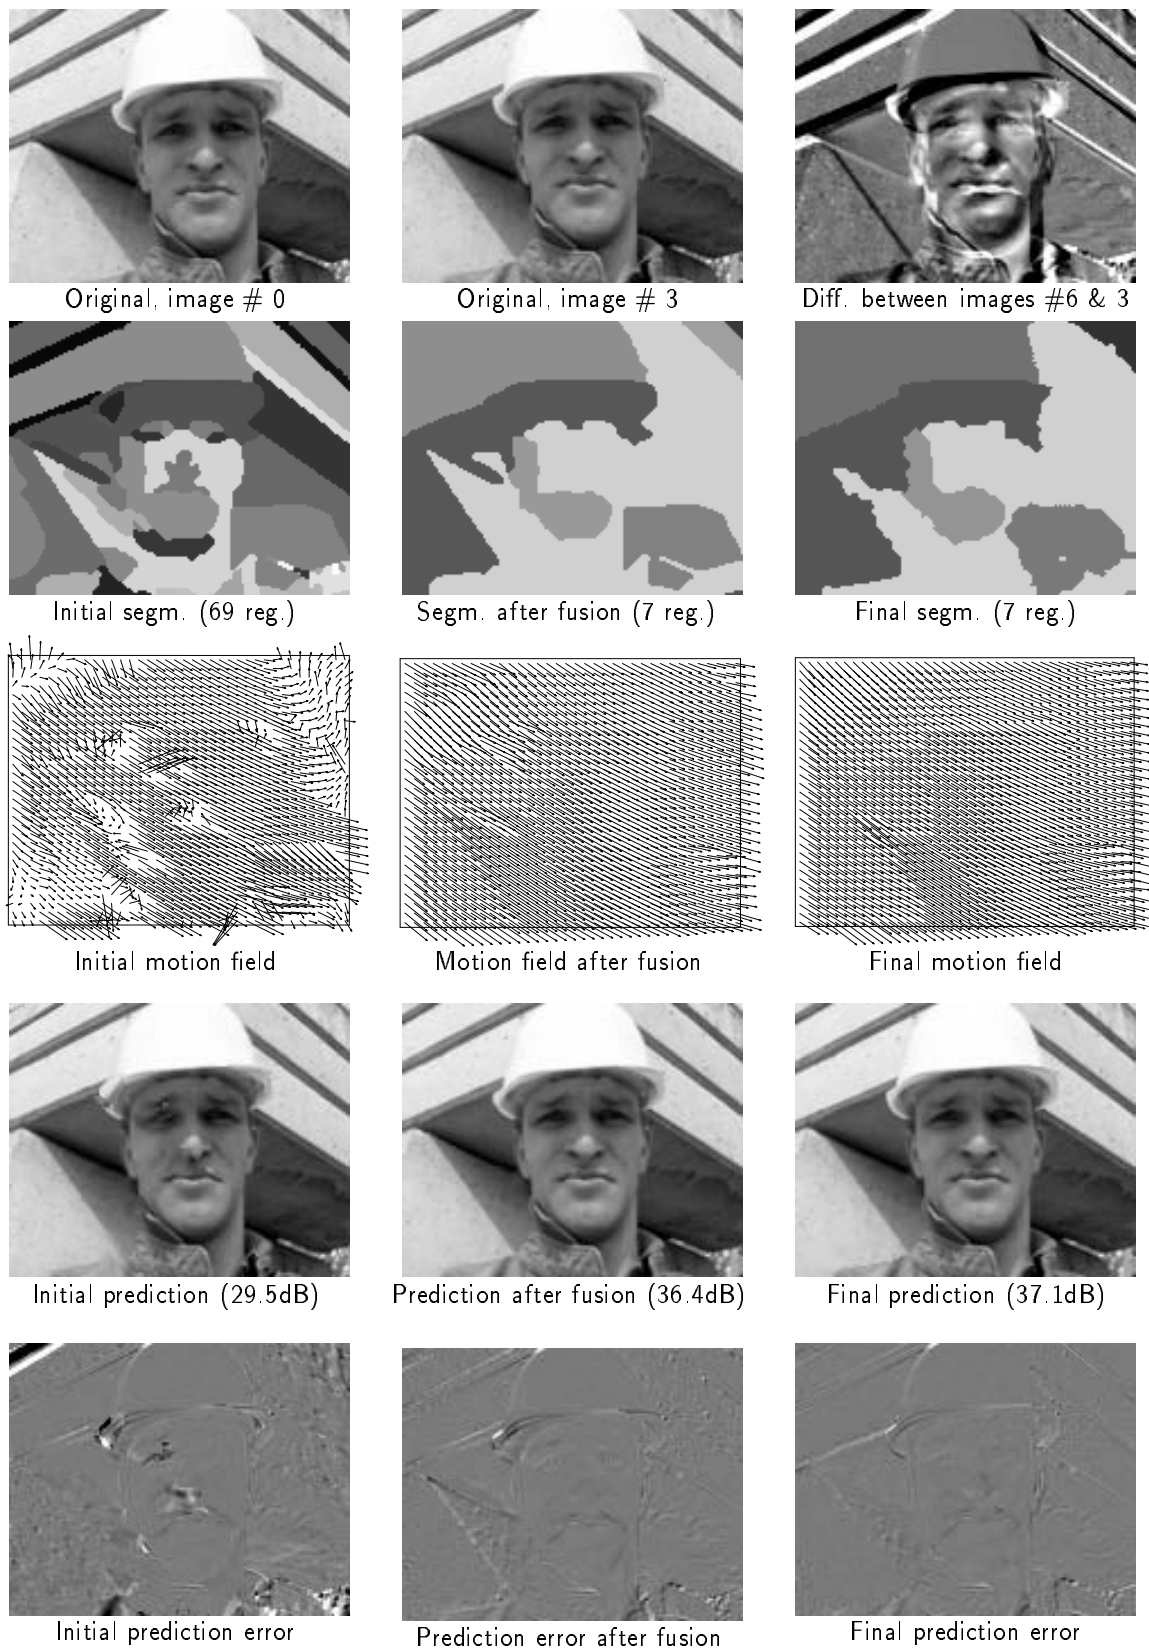 Original, image # 0
Original, image # 3
Diff. between images #6 & 3
Initial segm. (69 reg.)
Segm. after fusion (7 reg.)
Final segm. (7 reg.)
Initial motion field
Motion field after fusion
Final motion field
Initial prediction (29.5dB)
Prediction after fusion (36.4dB)
Final prediction (37.1dB)
Initial prediction error
Prediction error after fusion
Final prediction error